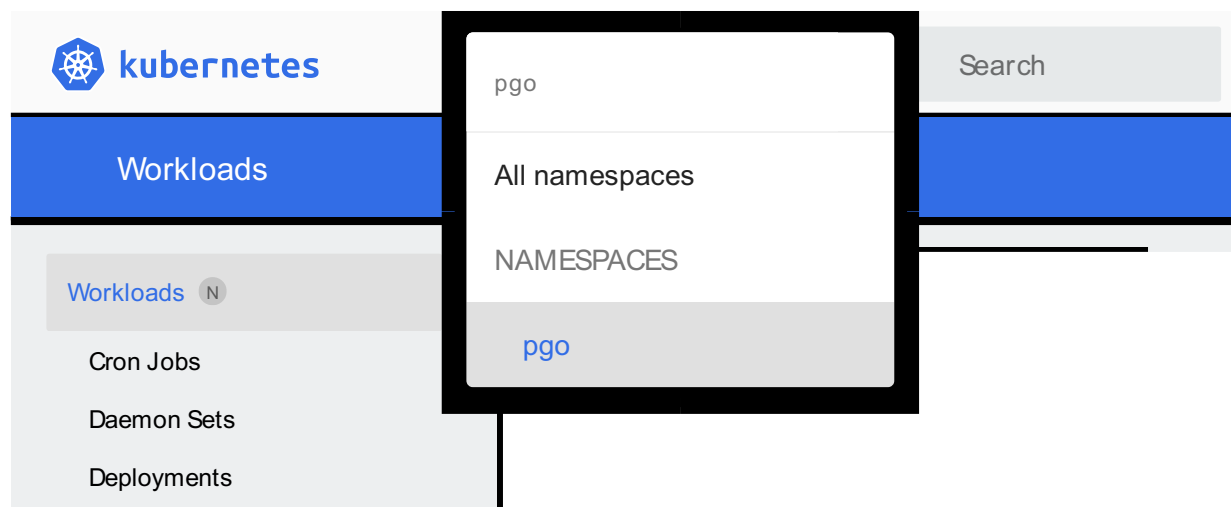 kubernetes
pgo
Search
Workloads
All namespaces
NAMESPACES
pgo
Workloads N
Cron Jobs
Daemon Sets
Deployments